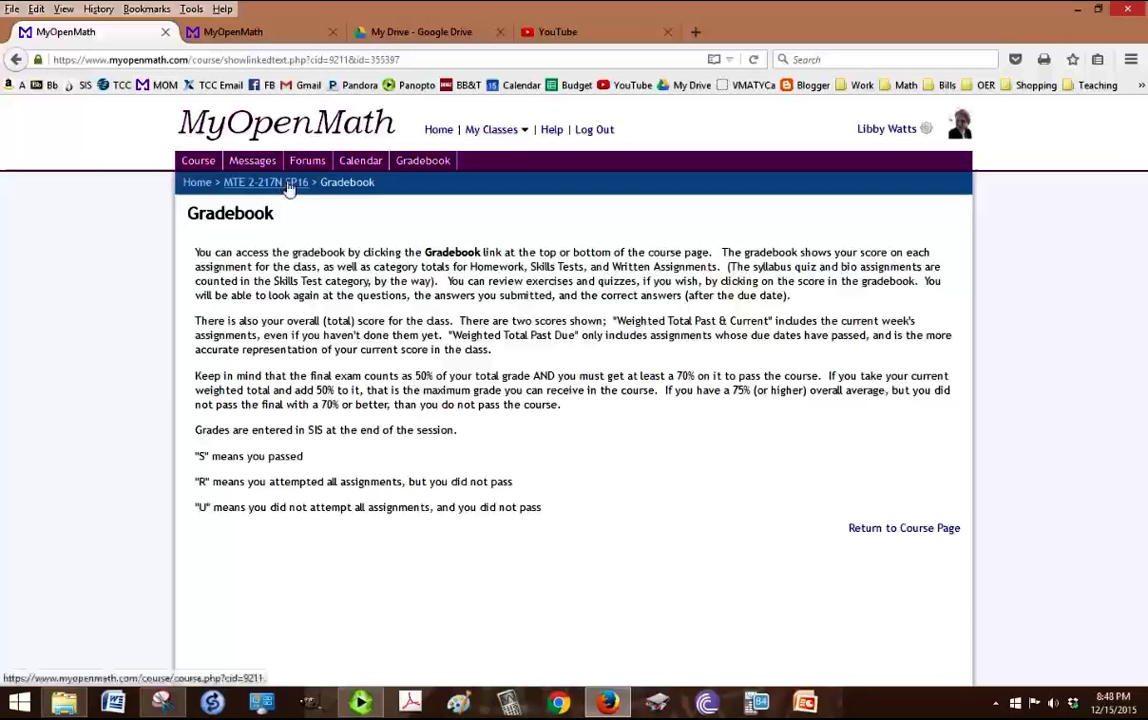 File Edit View History Bookmarks Tools Help
MyOpenMath MyOpenMath My Drive - Google Drive YouTube
https://www.myopenmath.com/course/showlinkedtext.php?cid=9211&id=355397 Search
A Bb SIS TCC MOM TCC Email FB Gmail Pandora Panopto BB&T Calendar Budget YouTube My Drive VMATYCa Blogger Work Math Bills OER Shopping Teaching
MyOpenMath Home | My Classes | Help | Log Out Libby Watts
Course Messages Forums Calendar Gradebook
Home > MTE 2-217N SP16 > Gradebook
Gradebook
You can access the gradebook by clicking the Gradebook link at the top or bottom of the course page. The gradebook shows your score on each
assignment for the class, as well as category totals for Homework, Skills Tests, and Written Assignments. (The syllabus quiz and bio assignments are
counted in the Skills Test category, by the way). You can review exercises and quizzes, if you wish, by clicking on the score in the gradebook. You
will be able to look again at the questions, the answers you submitted, and the correct answers (after the due date).
There is also your overall (total) score for the class. There are two scores shown; "Weighted Total Past & Current" includes the current week's
assignments, even if you haven't done them yet. "Weighted Total Past Due" only includes assignments whose due dates have passed, and is the more
accurate representation of your current score in the class.
Keep in mind that the final exam counts as 50% of your total grade AND you must get at least a 70% on it to pass the course. If you take your current
weighted total and add 50% to it, that is the maximum grade you can receive in the course. If you have a 75% (or higher) overall average, but you did
not pass the final with a 70% or better, than you do not pass the course.
Grades are entered in SIS at the end of the session.
"S" means you passed
"R" means you attempted all assignments, but you did not pass
"U" means you did not attempt all assignments, and you did not pass
Return to Course Page
https://www.myopenmath.com/course/course.php?cid=9211
8:48 PM
12/15/2015